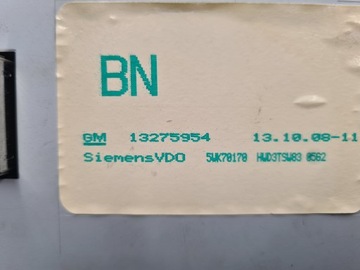 BN
GM 13275954 13.10.08-11
SiemensVDO 5WK70170 HWD3TSW03 0562